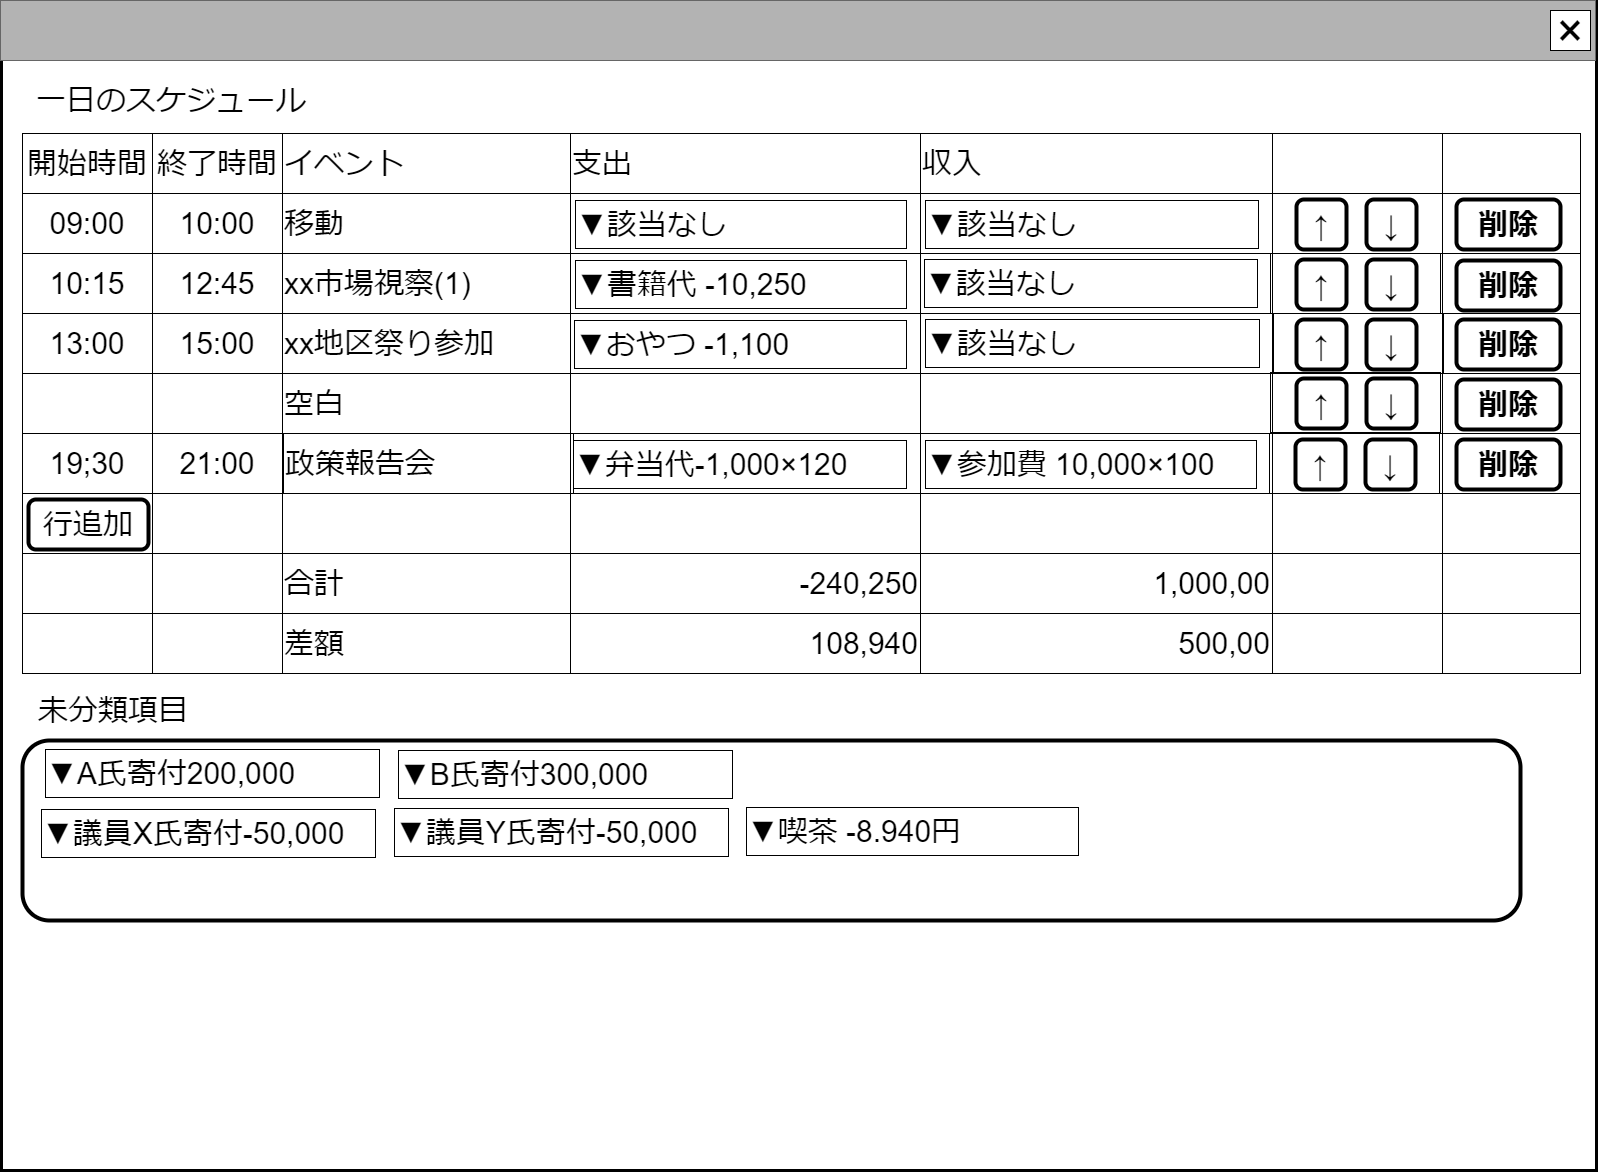 ×
一日のスケジュール
開始時間 終了時間 イベント 支出 収入
09:00 10:00 移動 ▼該当なし ▼該当なし ↑ ↓ 削除
10:15 12:45 xx市場視察(1) ▼書籍代 -10,250 ▼該当なし ↑ ↓ 削除
13:00 15:00 xx地区祭り参加 ▼おやつ -1,100 ▼該当なし ↑ ↓ 削除
空白 ↑ ↓ 削除
19;30 21:00 政策報告会 ▼弁当代-1,000×120 ▼参加費 10,000×100 ↑ ↓ 削除
行追加
合計 -240,250 1,000,00
差額 108,940 500,00
未分類項目
▼A氏寄付200,000 ▼B氏寄付300,000
▼議員X氏寄付-50,000 ▼議員Y氏寄付-50,000 ▼喫茶 -8.940円